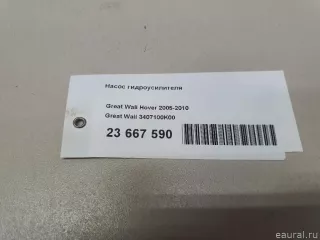 Насос гидроусилителя
Great Wall Hover 2005-2010
Great Wall 3407100K00
23 667 590
eaural.ru